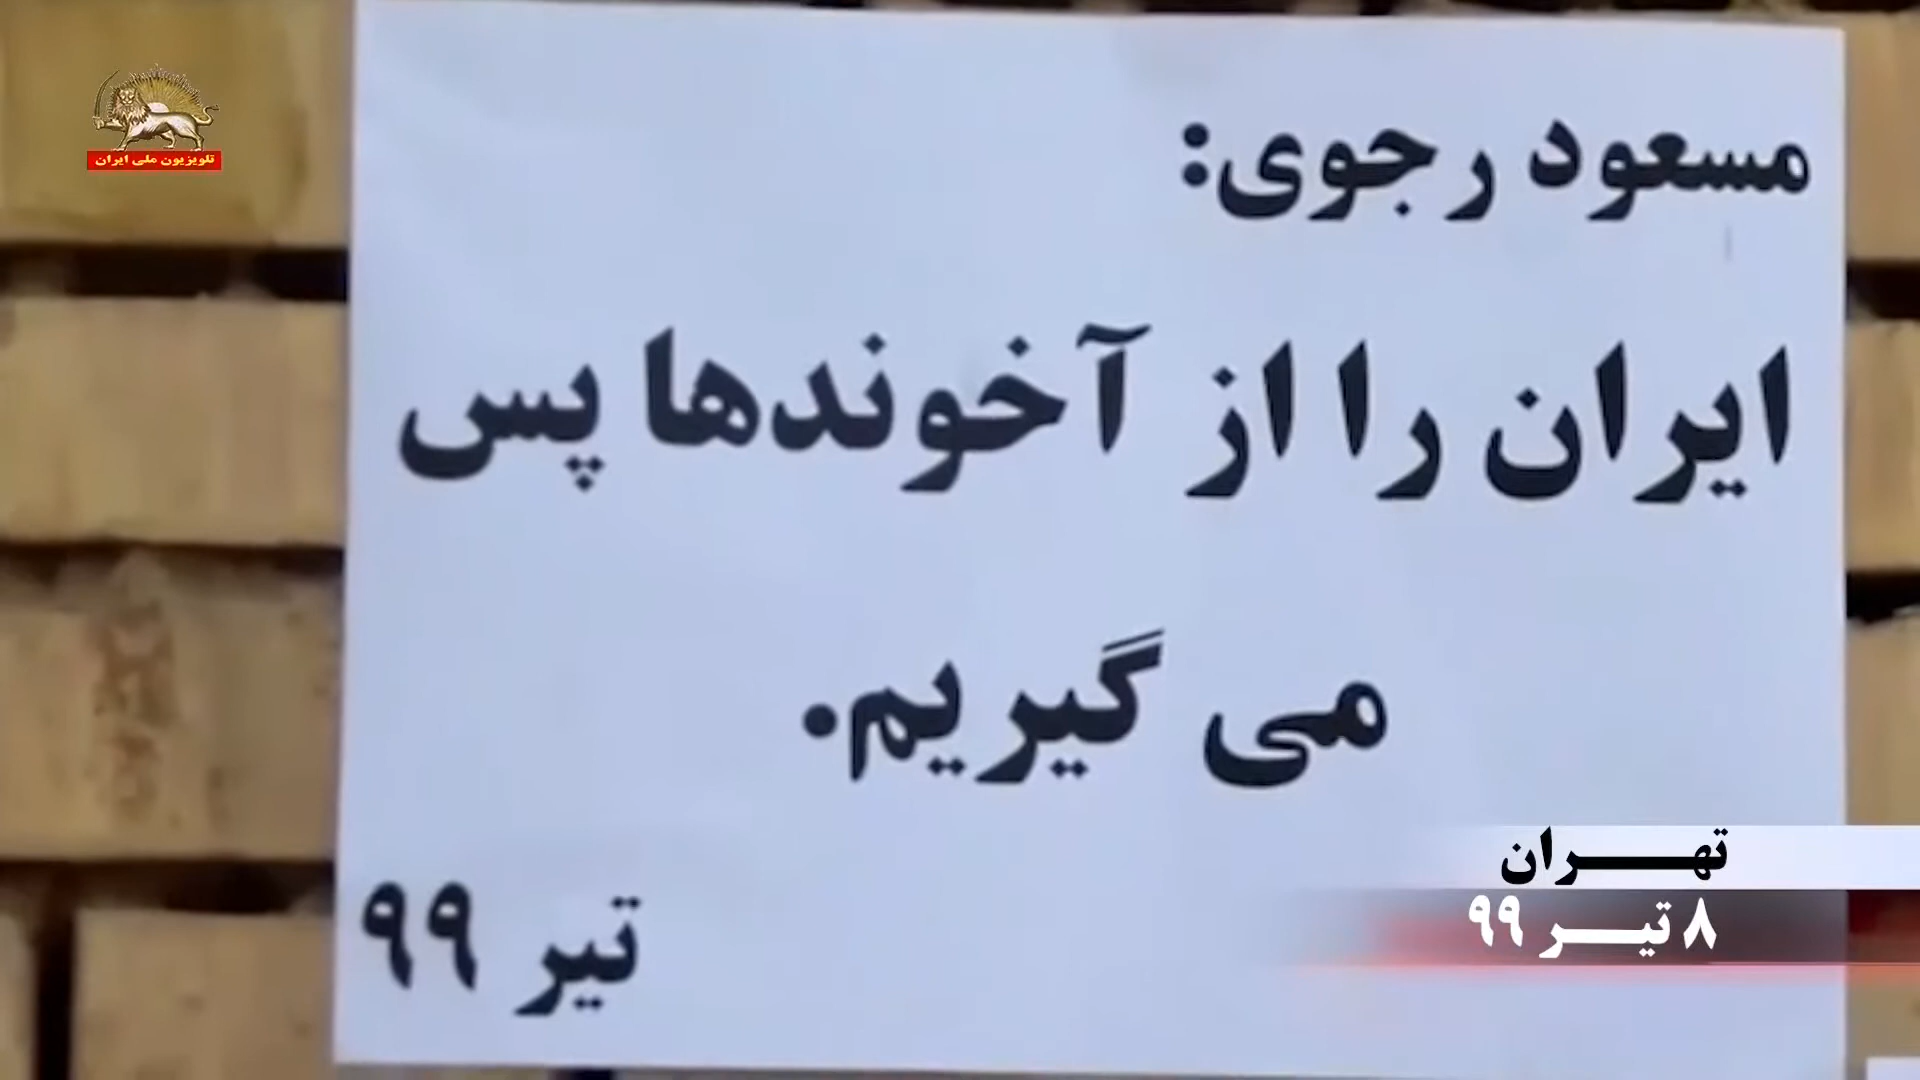 تلویزیون ملی ایران
مسعود رجوی:
ایران را از آخوندها پس
می گیریم.
تیر ۹۹
تهـــران
۸ تیـــر ۹۹